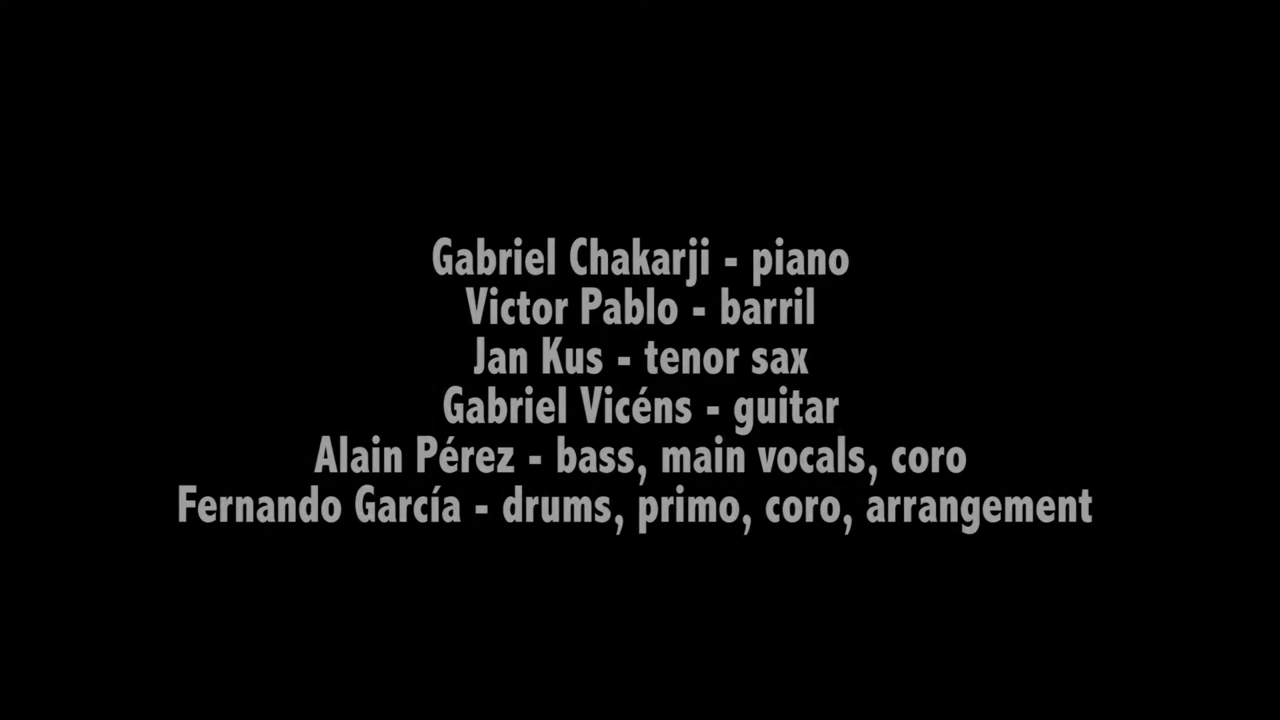 Gabriel Chakarji - piano
Victor Pablo - barril
Jan Kus - tenor sax
Gabriel Vicéns - guitar
Alain Pérez - bass, main vocals, coro
Fernando García - drums, primo, coro, arrangement